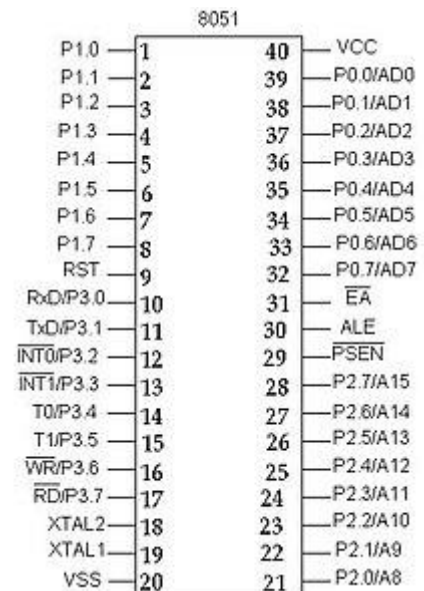 8051
P1.0 1 40 VCC
P1.1 2 39 P0.0/AD0
P1.2 3 38 P0.1/AD1
P1.3 4 37 P0.2/AD2
P1.4 5 36 P0.3/AD3
P1.5 6 35 P0.4/AD4
P1.6 7 34 P0.5/AD5
P1.7 8 33 P0.6/AD6
RST 9 32 P0.7/AD7
RxD/P3.0 10 31 E̅A̅
TxD/P3.1 11 30 ALE
I̅N̅T̅0̅/P3.2 12 29 P̅S̅E̅N̅
I̅N̅T̅1̅/P3.3 13 28 P2.7/A15
T0/P3.4 14 27 P2.6/A14
T1/P3.5 15 26 P2.5/A13
W̅R̅/P3.6 16 25 P2.4/A12
R̅D̅/P3.7 17 24 P2.3/A11
XTAL2 18 23 P2.2/A10
XTAL1 19 22 P2.1/A9
VSS 20 21 P2.0/A8